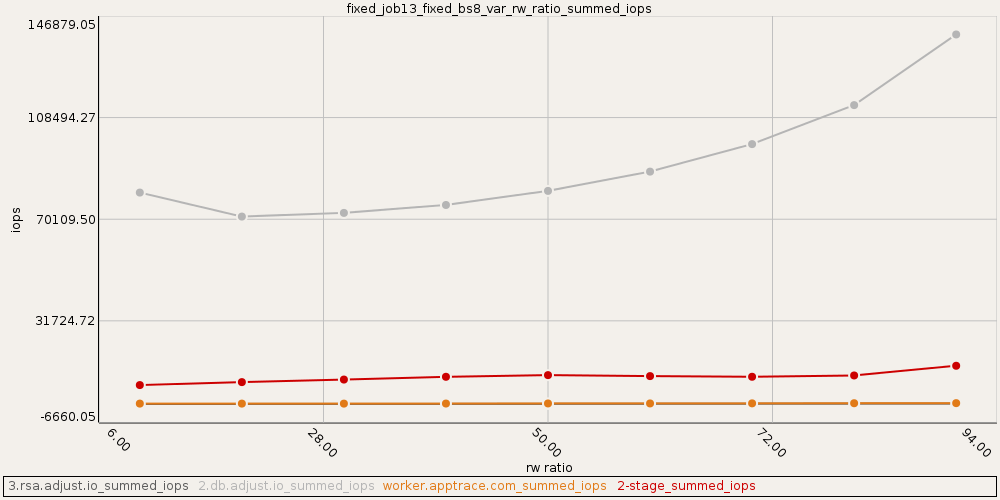 fixed_job13_fixed_bs8_var_rw_ratio_summed_iops
146879.05
108494.27
70109.50
31724.72
-6660.05
iops
6.00
28.00
50.00
72.00
94.00
rw ratio
3.rsa.adjust.io_summed_iops 2.db.adjust.io_summed_iops worker.apptrace.com_summed_iops 2-stage_summed_iops